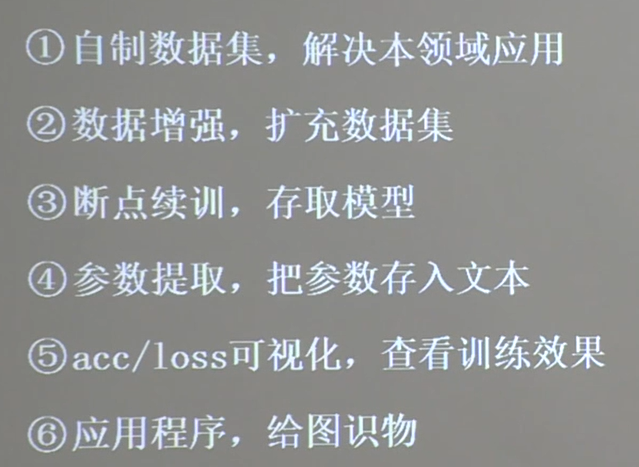 ①自制数据集，解决本领域应用
②数据增强，扩充数据集
③断点续训，存取模型
④参数提取，把参数存入文本
⑤acc/loss可视化，查看训练效果
⑥应用程序，给图识物